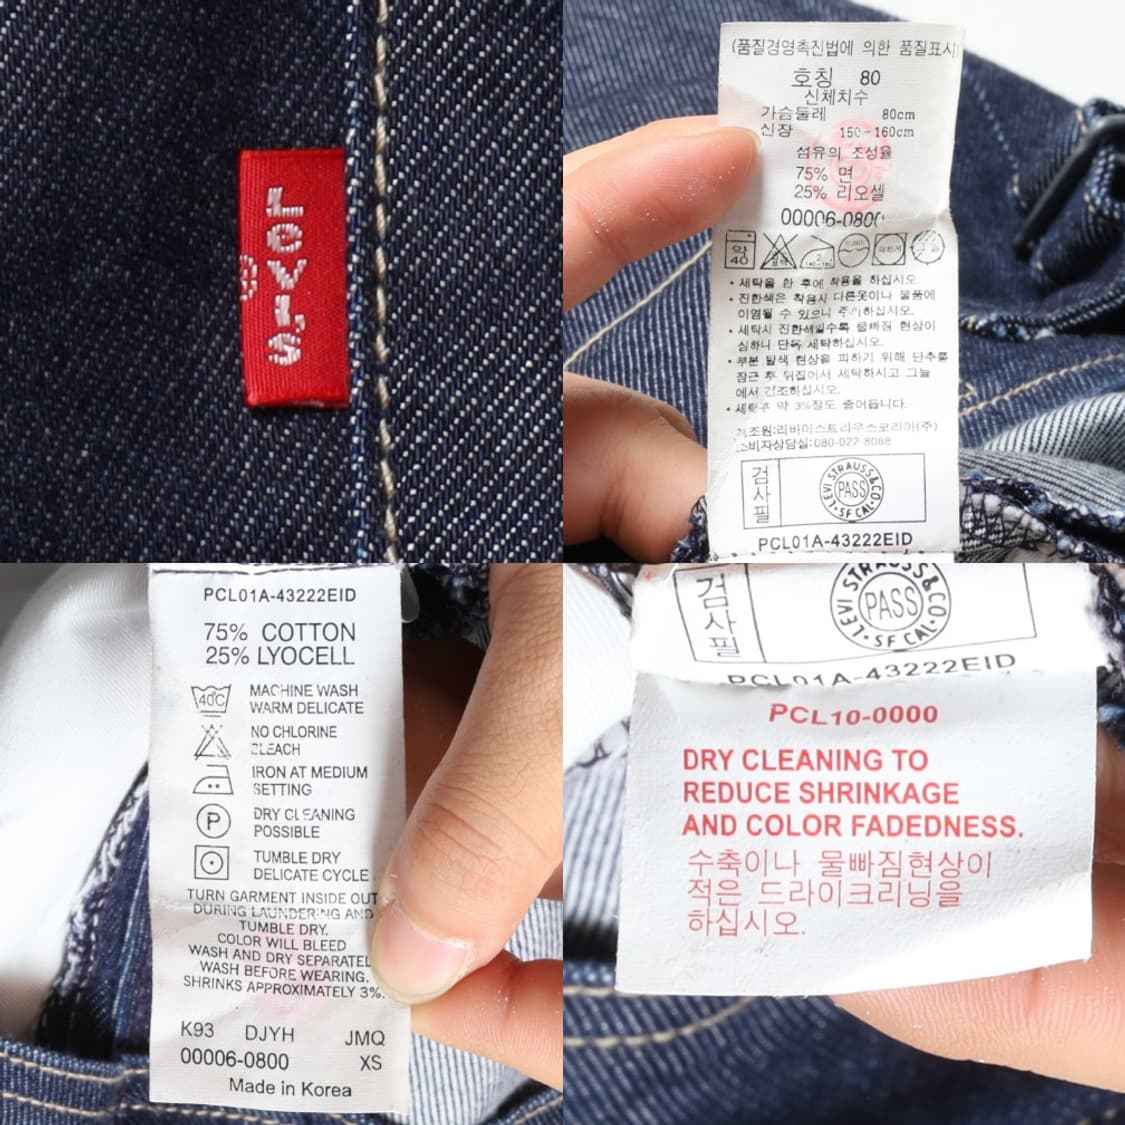 LEVI'S
(품질경영촉진법에 의한 품질표시)
호칭 80
신체치수
가슴둘레 80cm
신장 150-160cm
섬유의 조성율
75% 면
25% 리오셀
00006-0800
약
40
• 세탁을 한 후에 착용을 하십시오.
• 진한색은 착용시 다른옷이나 물품에
이염될 수 있으니 주의하십시오.
• 세탁시 진한색일수록 물빠짐 현상이
심하니 단독 세탁하십시오.
• 부분 탈색 현상을 피하기 위해 단추를
잠근 후 뒤집어서 세탁하시고 그늘
에서 건조하십시오.
• 세탁후 약 3%정도 줄어듭니다.
제조원:리바이스트라우스코리아(주)
소비자상담실:080-022-8068
검사필
LEVI STRAUSS & CO.
PASS
SF CAL
PCL01A-43222EID
PCL01A-43222EID
75% COTTON
25% LYOCELL
40C
MACHINE WASH
WARM DELICATE
NO CHLORINE
BLEACH
IRON AT MEDIUM
SETTING
P
DRY CLEANING
POSSIBLE
TUMBLE DRY
DELICATE CYCLE
TURN GARMENT INSIDE OUT
DURING LAUNDERING AND
TUMBLE DRY.
COLOR WILL BLEED
WASH AND DRY SEPARATEL
WASH BEFORE WEARING,
SHRINKS APPROXIMATELY 3%.
K93 DJYH JMQ
00006-0800 XS
Made in Korea
검사필
LEVI STRAUSS & CO.
PASS
SF CAL
PCL01A-43222EID
PCL10-0000
DRY CLEANING TO
REDUCE SHRINKAGE
AND COLOR FADEDNESS.
수축이나 물빠짐현상이
적은 드라이크리닝을
하십시오.